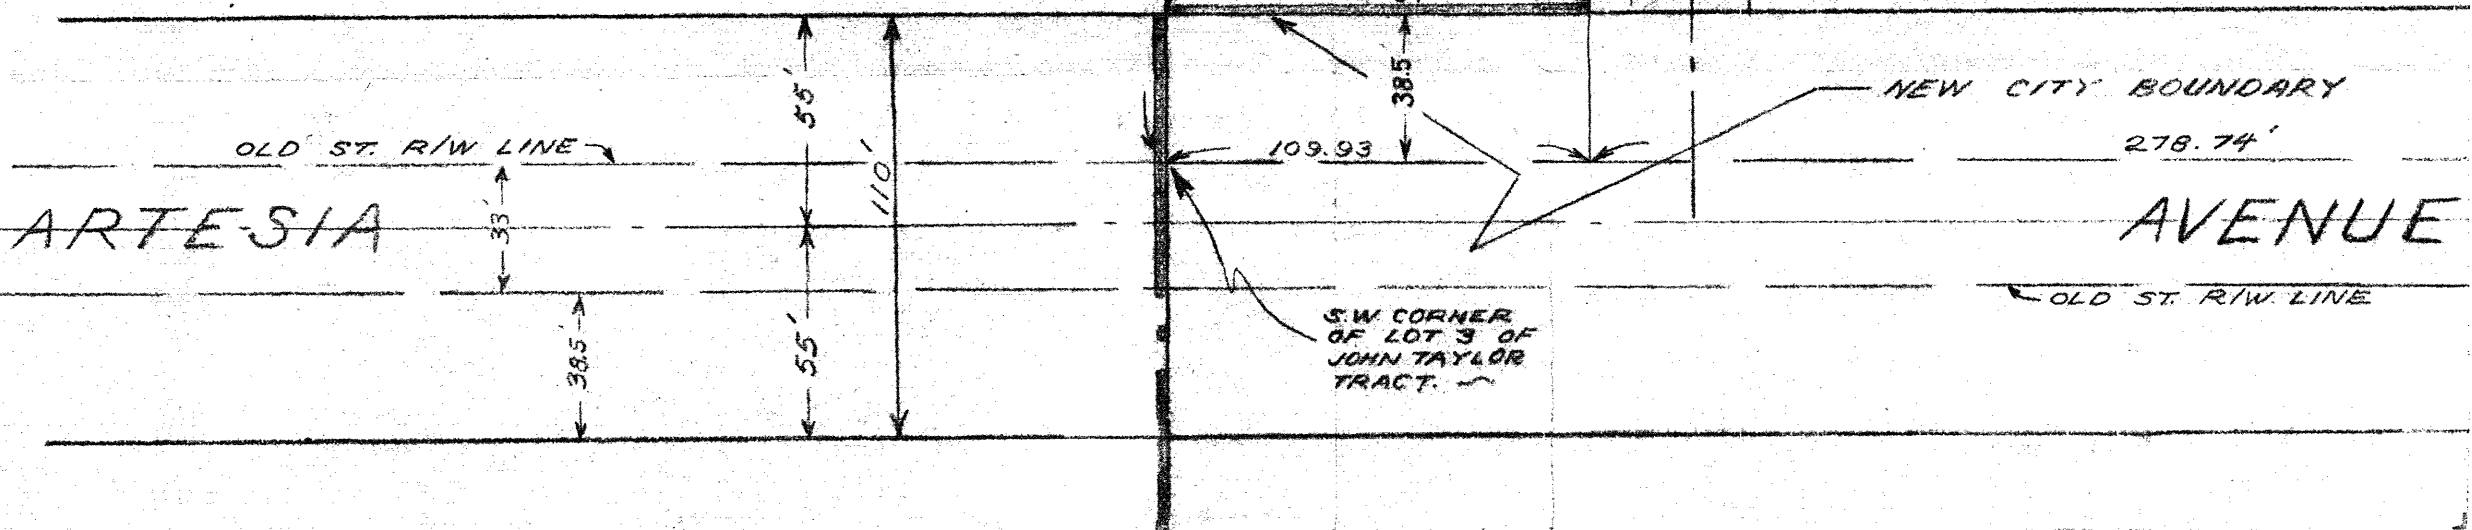 55'
38.5
NEW CITY BOUNDARY
OLD ST. R/W LINE
110'
109.93
278.74'
ARTESIA
33'
AVENUE
OLD ST. R/W LINE
38.5'
55'
S.W CORNER
OF LOT 3 OF
JOHN TAYLOR
TRACT.